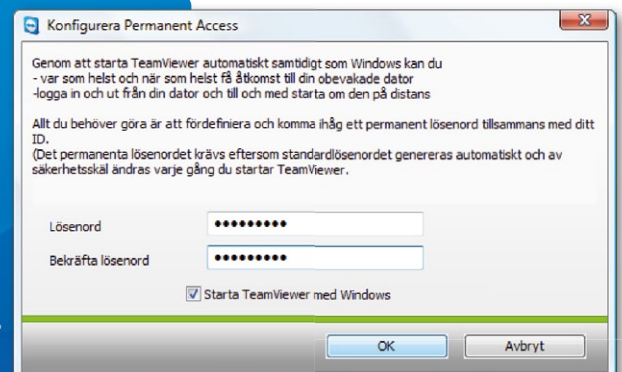 Konfigurera Permanent Access
Genom att starta TeamViewer automatiskt samtidigt som Windows kan du
- var som helst och när som helst få åtkomst till din obevakade dator
-logga in och ut från din dator och till och med starta om den på distans
Allt du behöver göra är att fördefiniera och komma ihåg ett permanent lösenord tillsammans med ditt
ID.
(Det permanenta lösenordet krävs eftersom standardlösenordet genereras automatiskt och av
säkerhetsskäl ändras varje gång du startar TeamViewer.
Lösenord
•••••••••
Bekräfta lösenord
•••••••••
Starta TeamViewer med Windows
OK
Avbryt